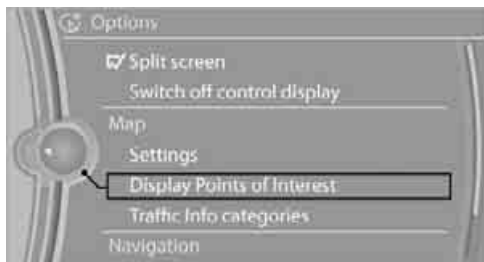 Options
Split screen
Switch off control display
Map
Settings
Display Points of Interest
Traffic Info categories
Navigation